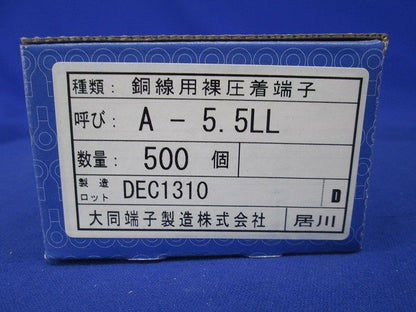 種類: 銅線用裸圧着端子
呼び: A - 5.5LL
数量: 500 個
製造ロット DEC1310 D
大同端子製造株式会社 居川